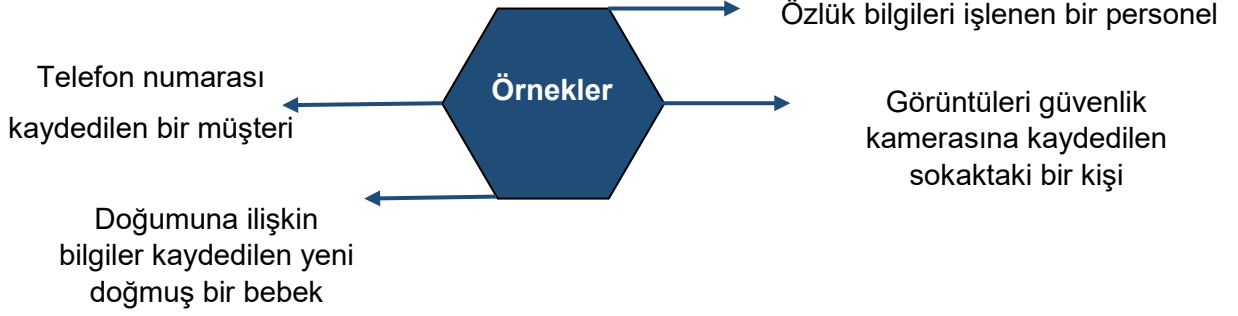 Özlük bilgileri işlenen bir personel
Örnekler
Telefon numarası
kaydedilen bir müşteri
Görüntüleri güvenlik
kamerasına kaydedilen
sokaktaki bir kişi
Doğumuna ilişkin
bilgiler kaydedilen yeni
doğmuş bir bebek